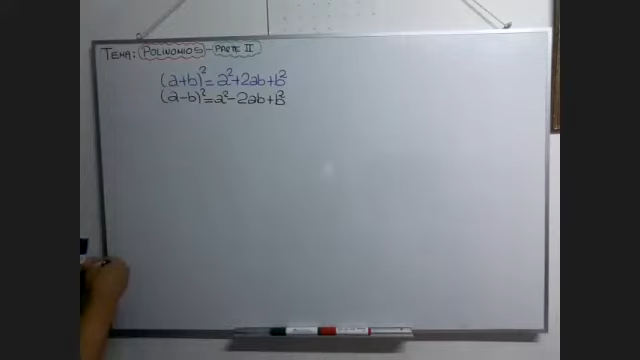 TEMA: POLINOMIOS - PARTE II
(a+b)²= a²+2ab+b²
(a-b)²=a²-2ab+b²